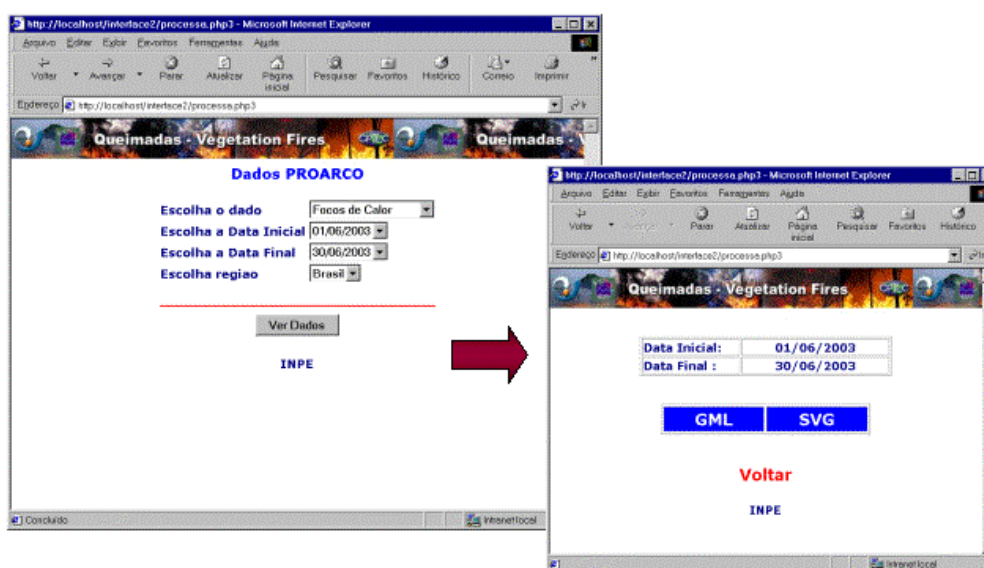 http://localhost/interface2/processa.php3 - Microsoft Internet Explorer
Arquivo Editar Exibir Favoritos Ferramentas Ajuda
Voltar Avançar Parar Atualizar Página inicial Pesquisar Favoritos Histórico Correio Imprimir
Endereço http://localhost/interface2/processa.php3
Queimadas - Vegetation Fires CPTEC Queimadas - V
Dados PROARCO
Escolha o dado Focos de Calor
Escolha a Data Inicial 01/06/2003
Escolha a Data Final 30/06/2003
Escolha regiao Brasil
Ver Dados
INPE
Concluído Intranet local
http://localhost/interface2/processa.php3 - Microsoft Internet Explorer
Arquivo Editar Exibir Favoritos Ferramentas Ajuda
Voltar Avançar Parar Atualizar Página inicial Pesquisar Favoritos Histórico
Endereço http://localhost/interface2/processa.php3
Queimadas - Vegetation Fires CPTEC
Data Inicial: 01/06/2003
Data Final : 30/06/2003
GML SVG
Voltar
INPE
Intranet local